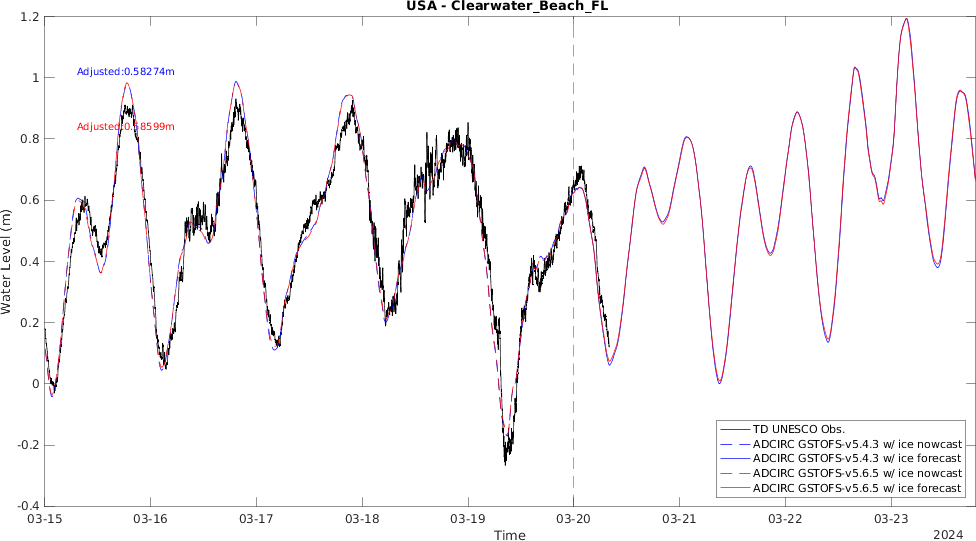 USA - Clearwater_Beach_FL
1.2
1
0.8
0.6
0.4
0.2
0
-0.2
-0.4
Water Level (m)
Adjusted:0.58274m
Adjusted:0.58599m
TD UNESCO Obs.
ADCIRC GSTOFS-v5.4.3 w/ ice nowcast
ADCIRC GSTOFS-v5.4.3 w/ ice forecast
ADCIRC GSTOFS-v5.6.5 w/ ice nowcast
ADCIRC GSTOFS-v5.6.5 w/ ice forecast
03-15 03-16 03-17 03-18 03-19 03-20 03-21 03-22 03-23
Time
2024